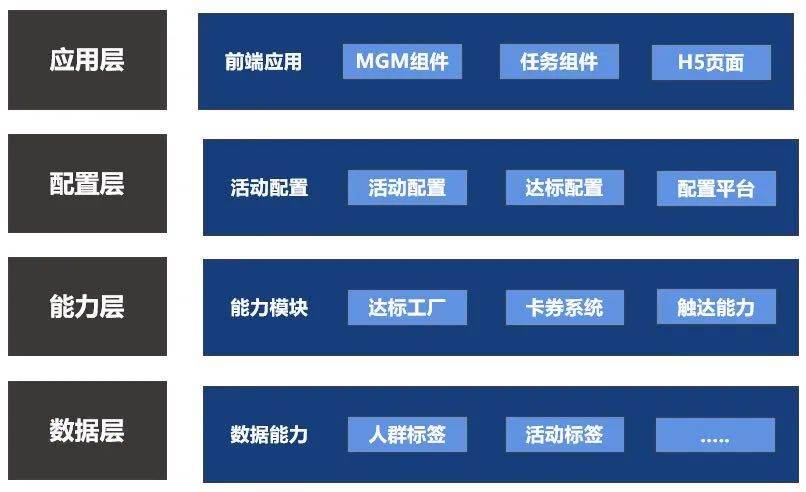 应用层
前端应用 MGM组件 任务组件 H5页面
配置层
活动配置 活动配置 达标配置 配置平台
能力层
能力模块 达标工厂 卡券系统 触达能力
数据层
数据能力 人群标签 活动标签 .....